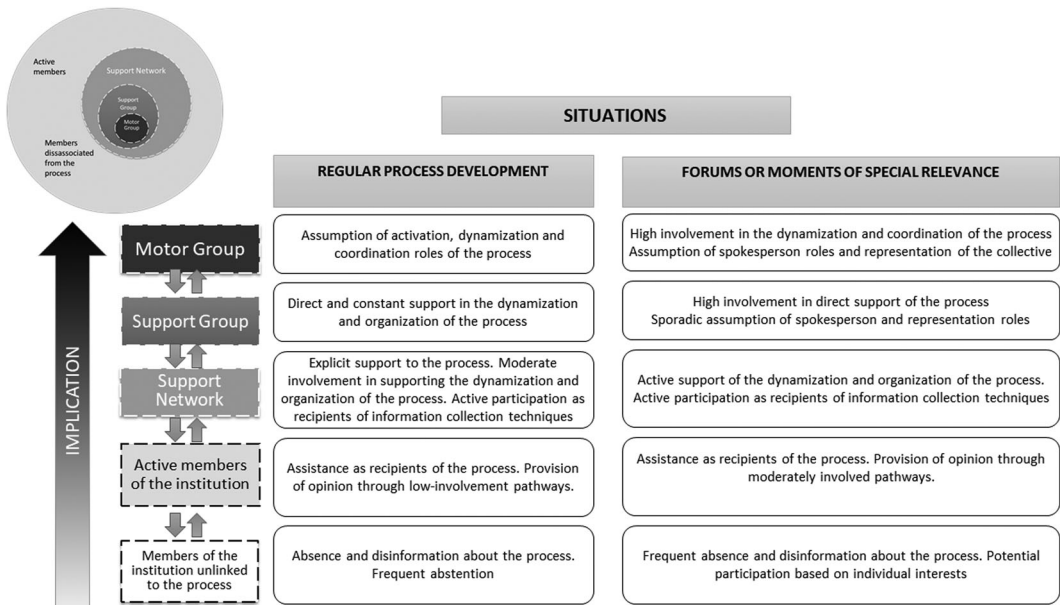 Active
members
Support Network
Support
Group
Motor
Group
Members
dissassociated
from the
process
SITUATIONS
REGULAR PROCESS DEVELOPMENT
FORUMS OR MOMENTS OF SPECIAL RELEVANCE
IMPLICATION
Motor Group
Assumption of activation, dynamization and
coordination roles of the process
High involvement in the dynamization and coordination of the process
Assumption of spokesperson roles and representation of the collective
Support Group
Direct and constant support in the dynamization
and organization of the process
High involvement in direct support of the process
Sporadic assumption of spokesperson and representation roles
Support
Network
Explicit support to the process. Moderate
involvement in supporting the dynamization and
organization of the process. Active participation as
recipients of information collection techniques
Active support of the dynamization and organization of the process.
Active participation as recipients of information collection techniques
Active members
of the institution
Assistance as recipients of the process. Provision
of opinion through low-involvement pathways.
Assistance as recipients of the process. Provision of opinion through
moderately involved pathways.
Members of the
institution unlinked
to the process
Absence and disinformation about the process.
Frequent abstention
Frequent absence and disinformation about the process. Potential
participation based on individual interests